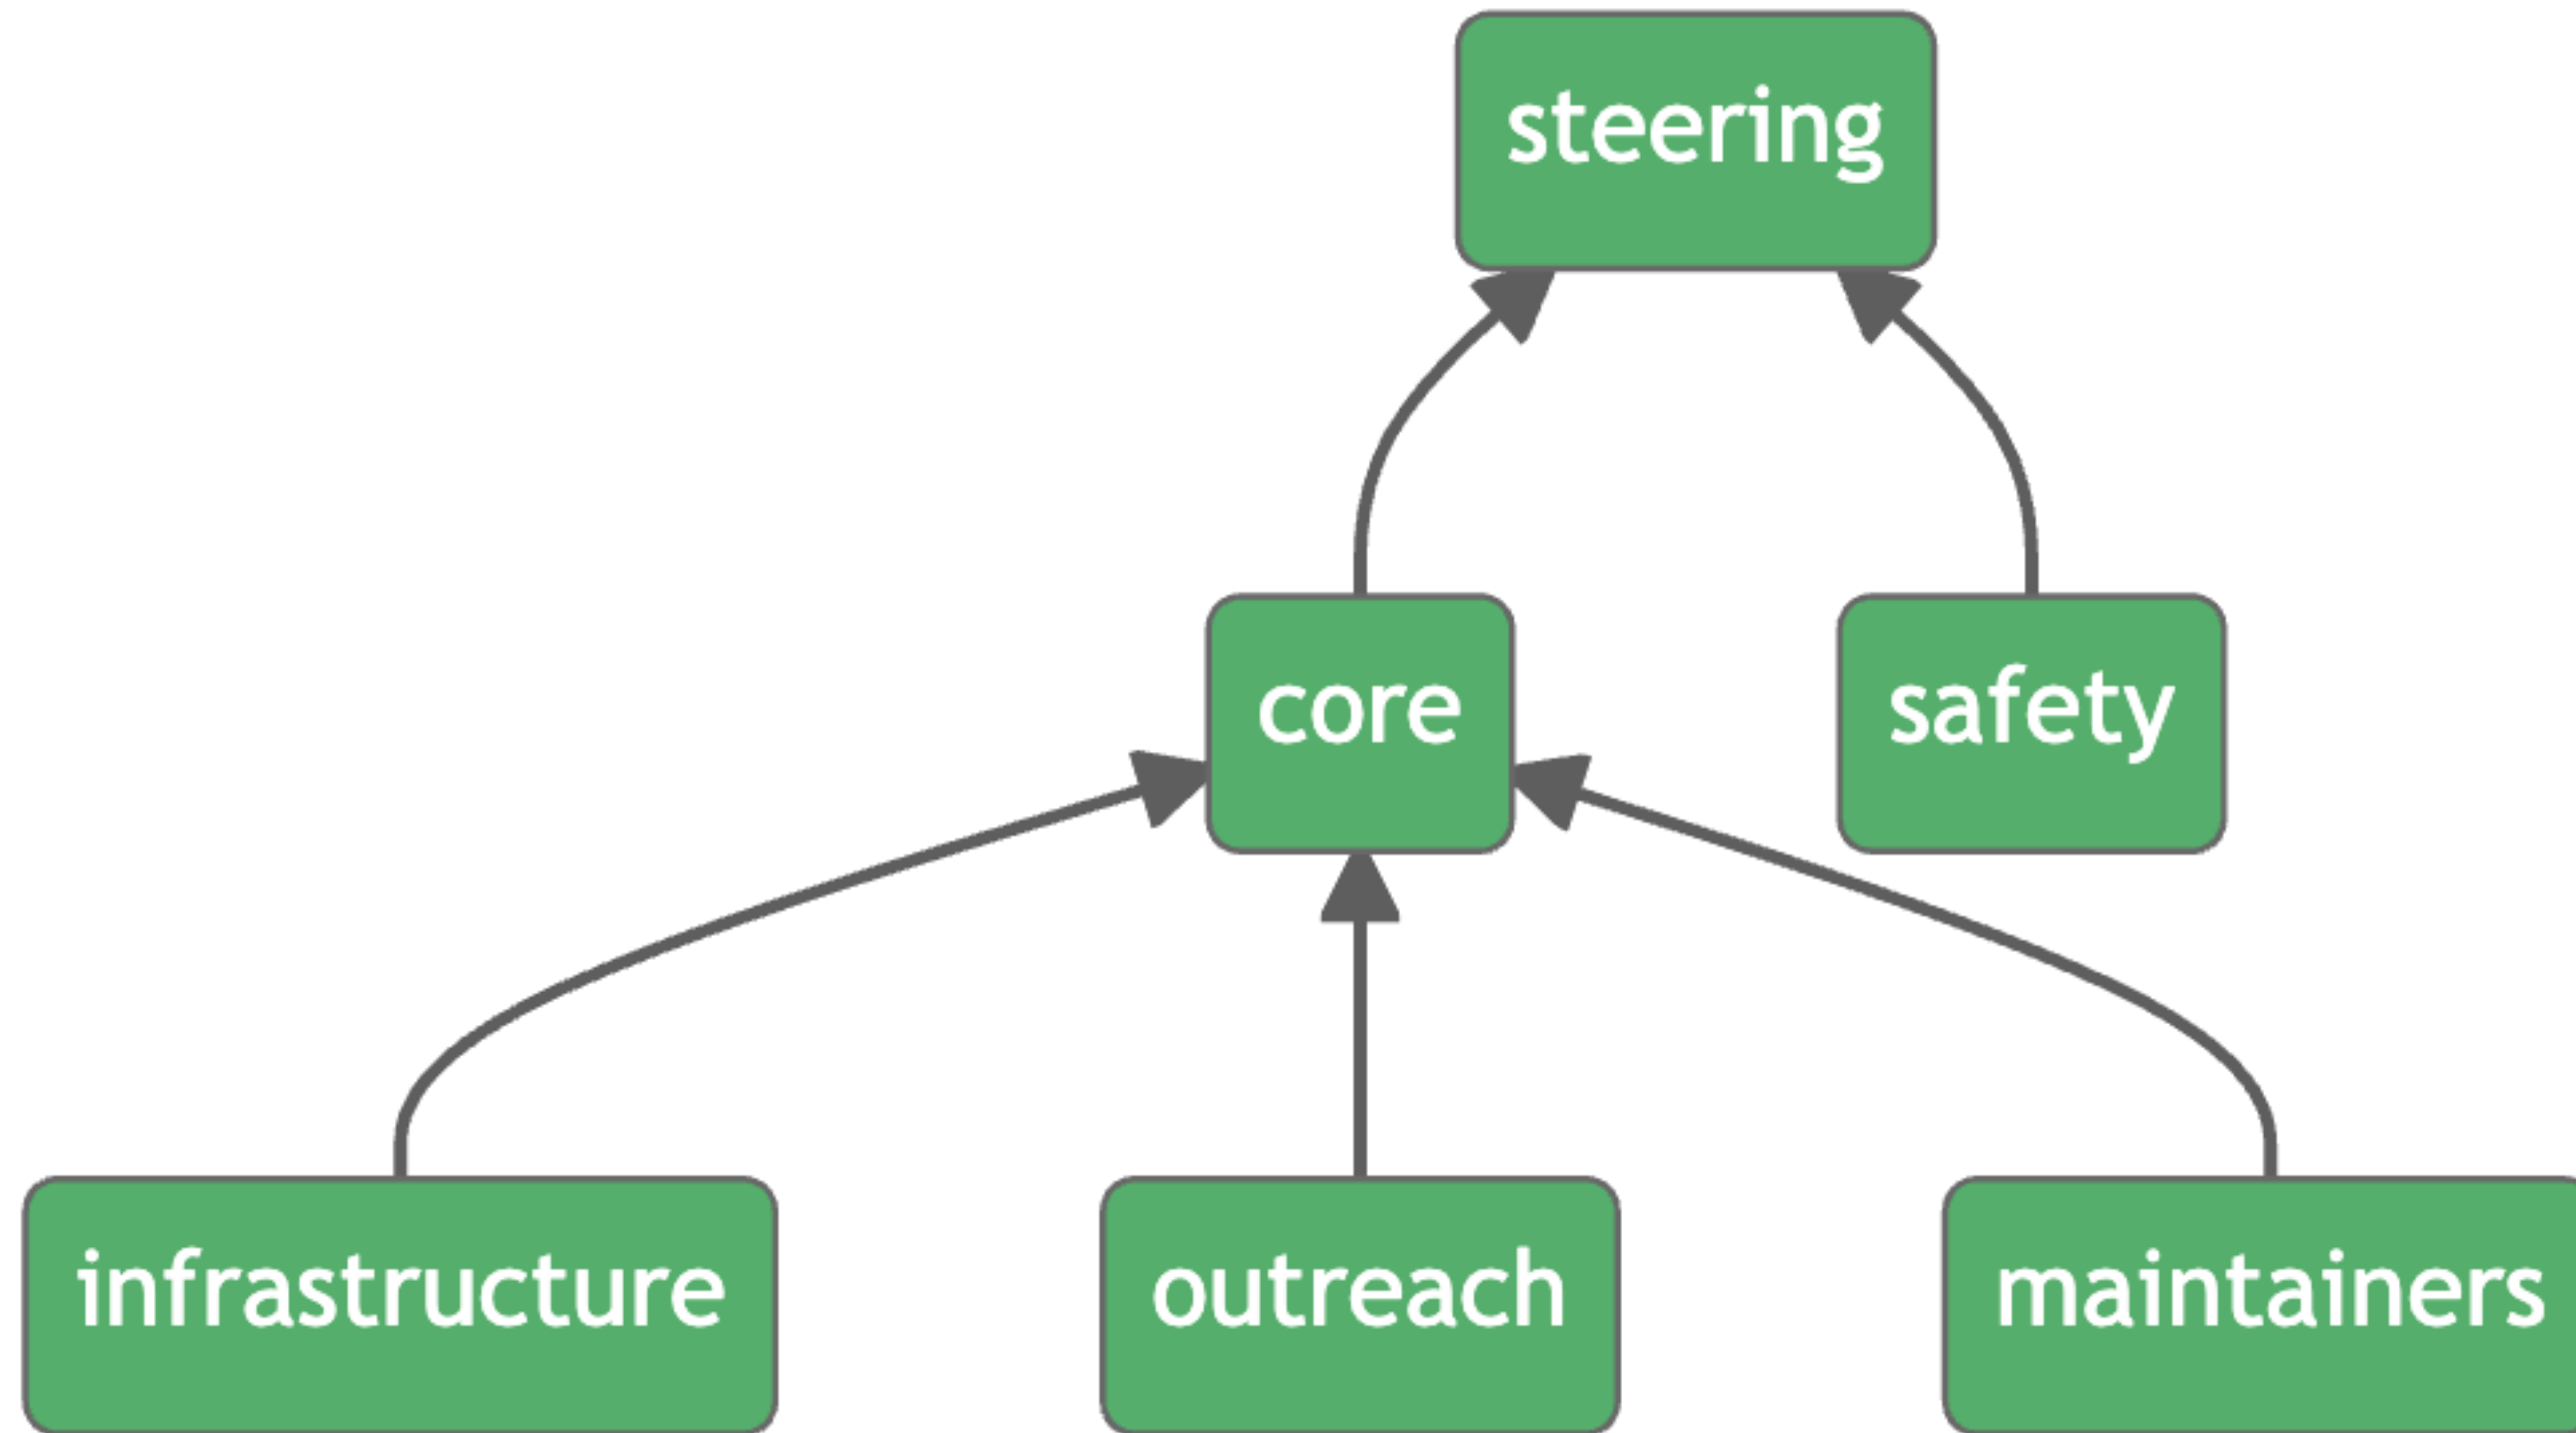 steering
core
safety
infrastructure
outreach
maintainers